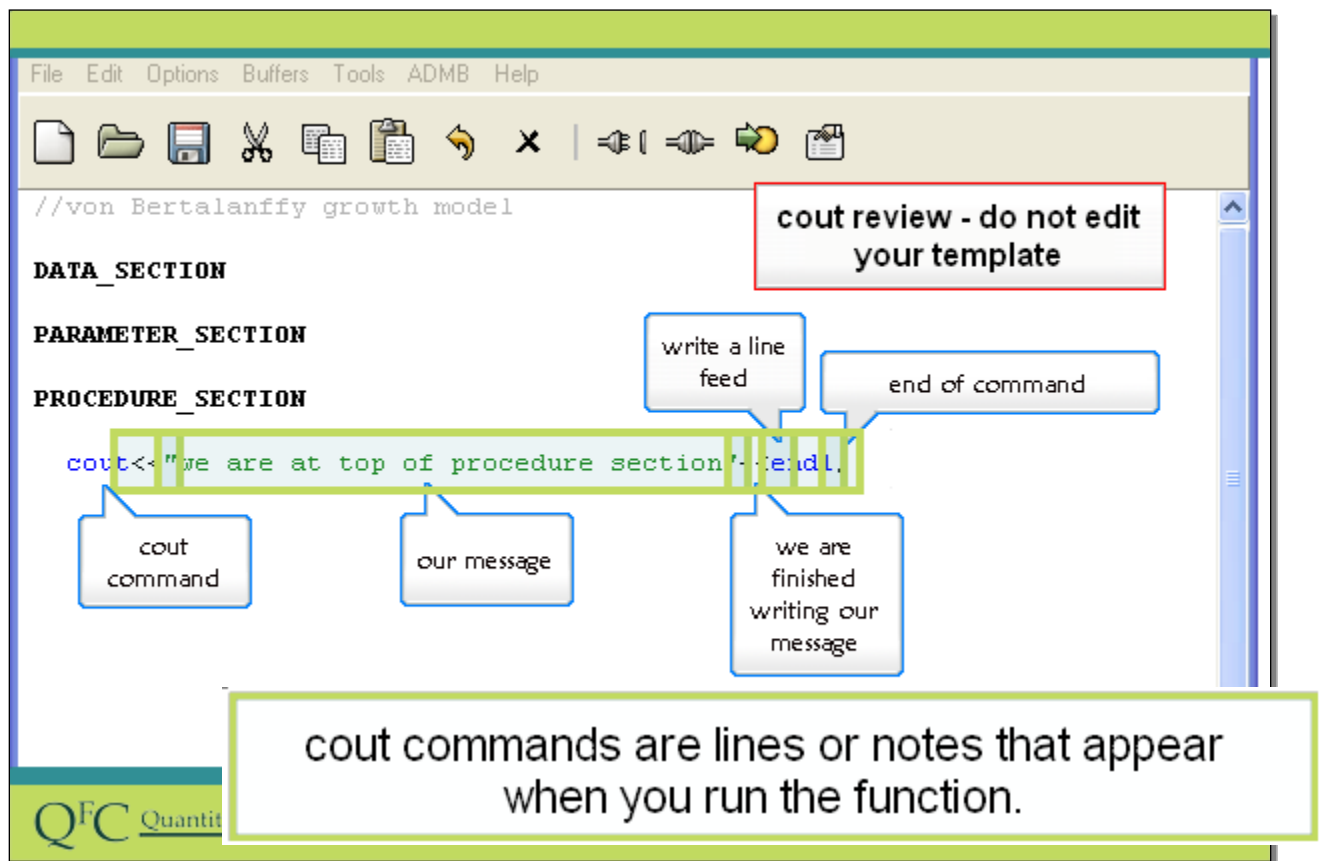 File Edit Options Buffers Tools ADMB Help
//von Bertalanffy growth model
cout review - do not edit
your template
DATA_SECTION
PARAMETER_SECTION
write a line
feed
end of command
PROCEDURE_SECTION
cout<<"we are at top of procedure section"<<endl;
cout
command
our message
we are
finished
writing our
message
cout commands are lines or notes that appear
when you run the function.
QFC